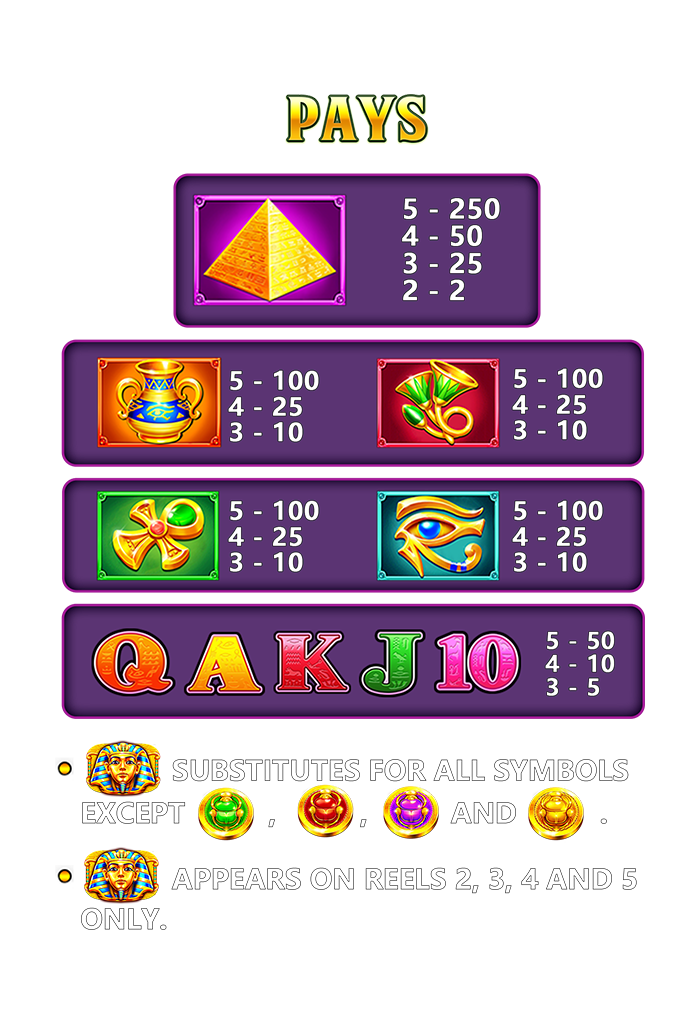 PAYS
5 - 250
4 - 50
3 - 25
2 - 2
5 - 100
4 - 25
3 - 10
5 - 100
4 - 25
3 - 10
5 - 100
4 - 25
3 - 10
5 - 100
4 - 25
3 - 10
Q A K J 10
5 - 50
4 - 10
3 - 5
SUBSTITUTES FOR ALL SYMBOLS
EXCEPT , , AND .
APPEARS ON REELS 2, 3, 4 AND 5
ONLY.